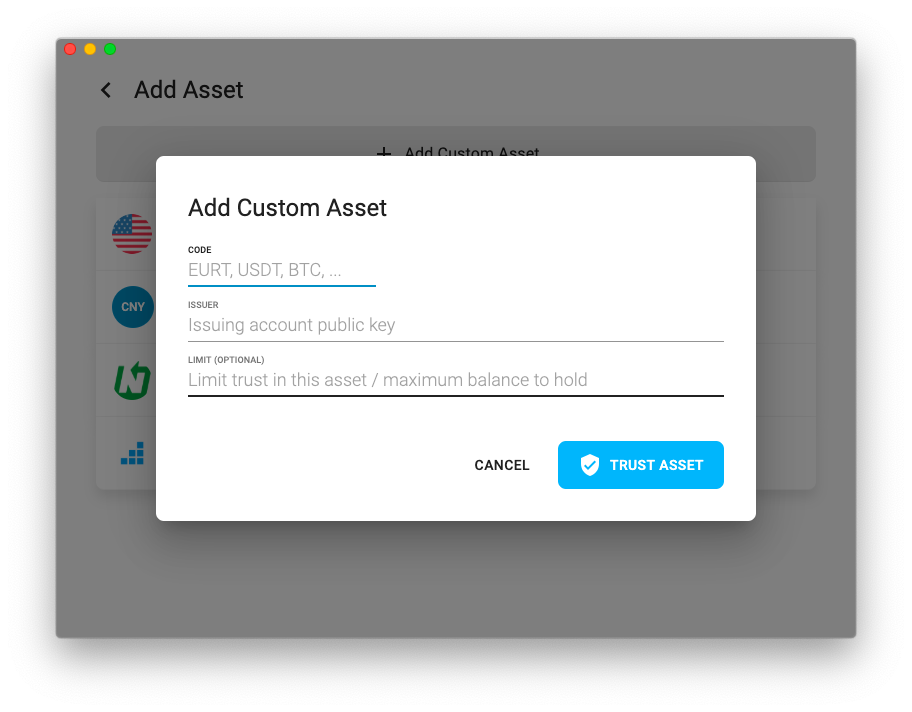 Add Asset
Add Custom Asset
Add Custom Asset
CODE
EURT, USDT, BTC, ...
ISSUER
CNY
Issuing account public key
LIMIT (OPTIONAL)
Limit trust in this asset / maximum balance to hold
CANCEL
TRUST ASSET